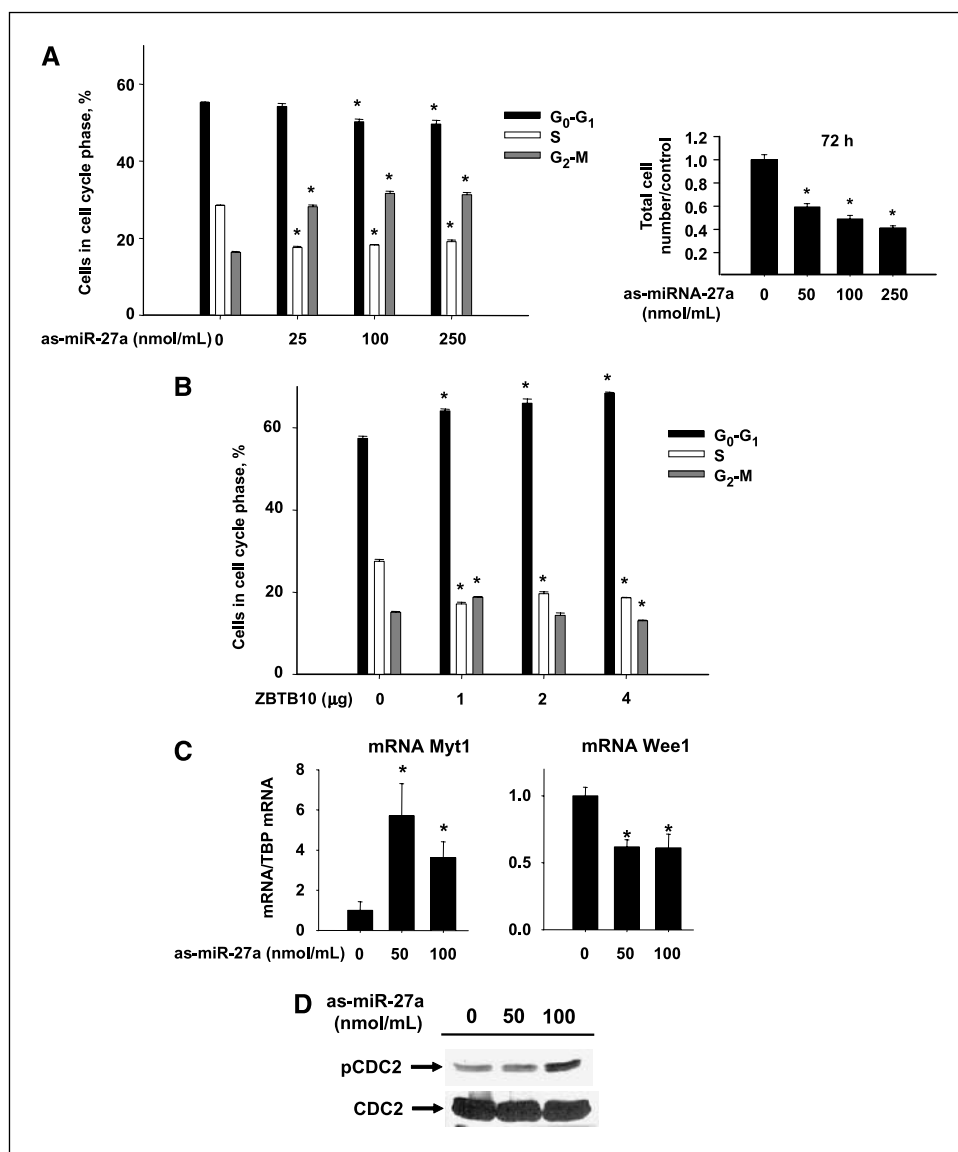 A
Cells in cell cycle phase, %
60
40
20
0
* *
* * *
* * *
G0-G1
S
G2-M
as-miR-27a (nmol/mL) 0 25 100 250
72 h
Total cell
number/control
1.2
1.0
0.8
0.6
0.4
0.2
* * *
as-miRNA-27a 0 50 100 250
(nmol/mL)
B
Cells in cell cycle phase, %
60
40
20
0
* * *
* * * * *
G0-G1
S
G2-M
ZBTB10 (μg) 0 1 2 4
C
mRNA Myt1
mRNA/TBP mRNA
8
6
4
2
0
* *
as-miR-27a (nmol/mL) 0 50 100
mRNA Wee1
1.0
0.5
0.0
* *
0 50 100
D
as-miR-27a 0 50 100
(nmol/mL)
pCDC2
CDC2